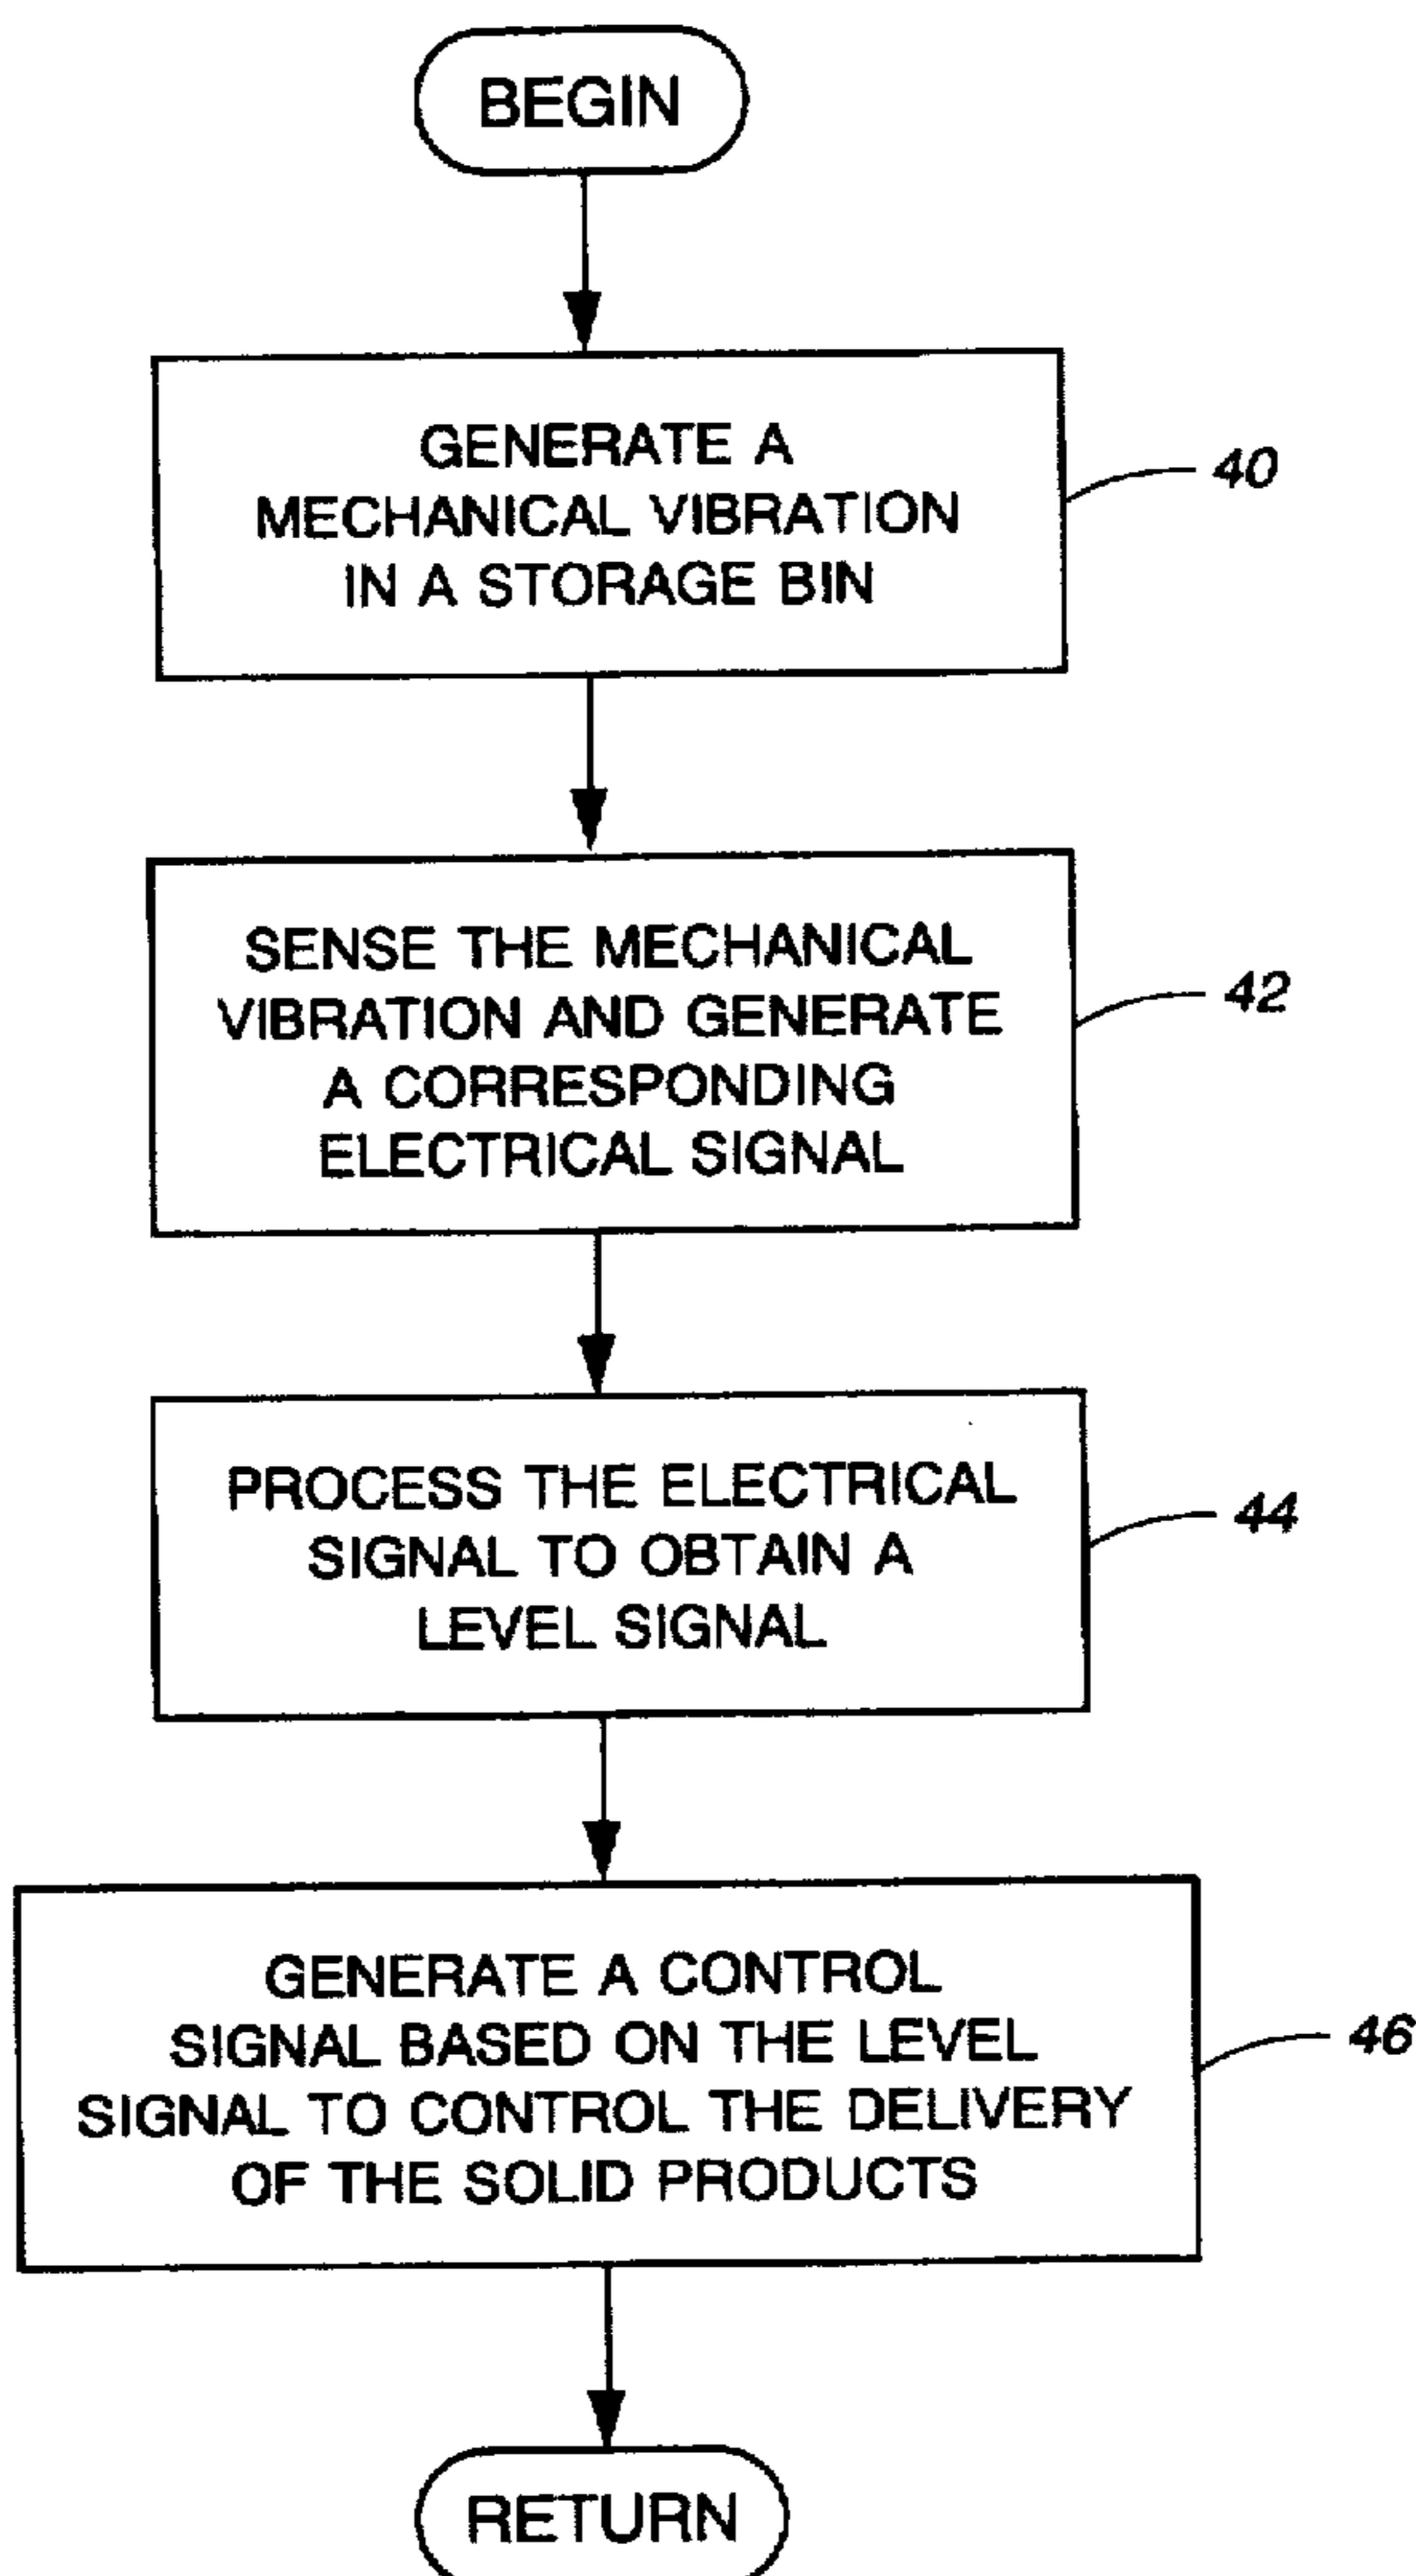 BEGIN
GENERATE A
MECHANICAL VIBRATION
IN A STORAGE BIN
40
SENSE THE MECHANICAL
VIBRATION AND GENERATE
A CORRESPONDING
ELECTRICAL SIGNAL
42
PROCESS THE ELECTRICAL
SIGNAL TO OBTAIN A
LEVEL SIGNAL
44
GENERATE A CONTROL
SIGNAL BASED ON THE LEVEL
SIGNAL TO CONTROL THE DELIVERY
OF THE SOLID PRODUCTS
46
RETURN